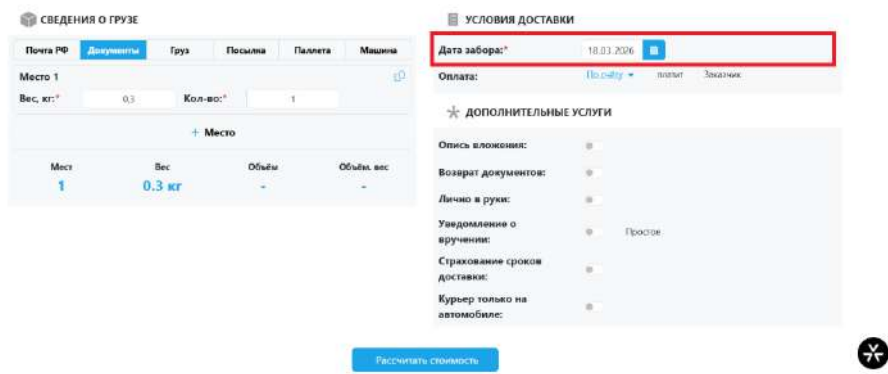 СВЕДЕНИЯ О ГРУЗЕ
Почта РФ Документы Груз Посылка Паллета Машина
Место 1
Вес, кг:* 0,3 Кол-во:* 1
+ Место
Мест Вес Объём Объём. вес
1 0.3 кг - -
УСЛОВИЯ ДОСТАВКИ
Дата забора:* 18.03.2026
Оплата: По счёту платит Заказчик
ДОПОЛНИТЕЛЬНЫЕ УСЛУГИ
Опись вложения:
Возврат документов:
Лично в руки:
Уведомление о
вручении: Простое
Страхование сроков
доставки:
Курьер только на
автомобиле:
Рассчитать стоимость